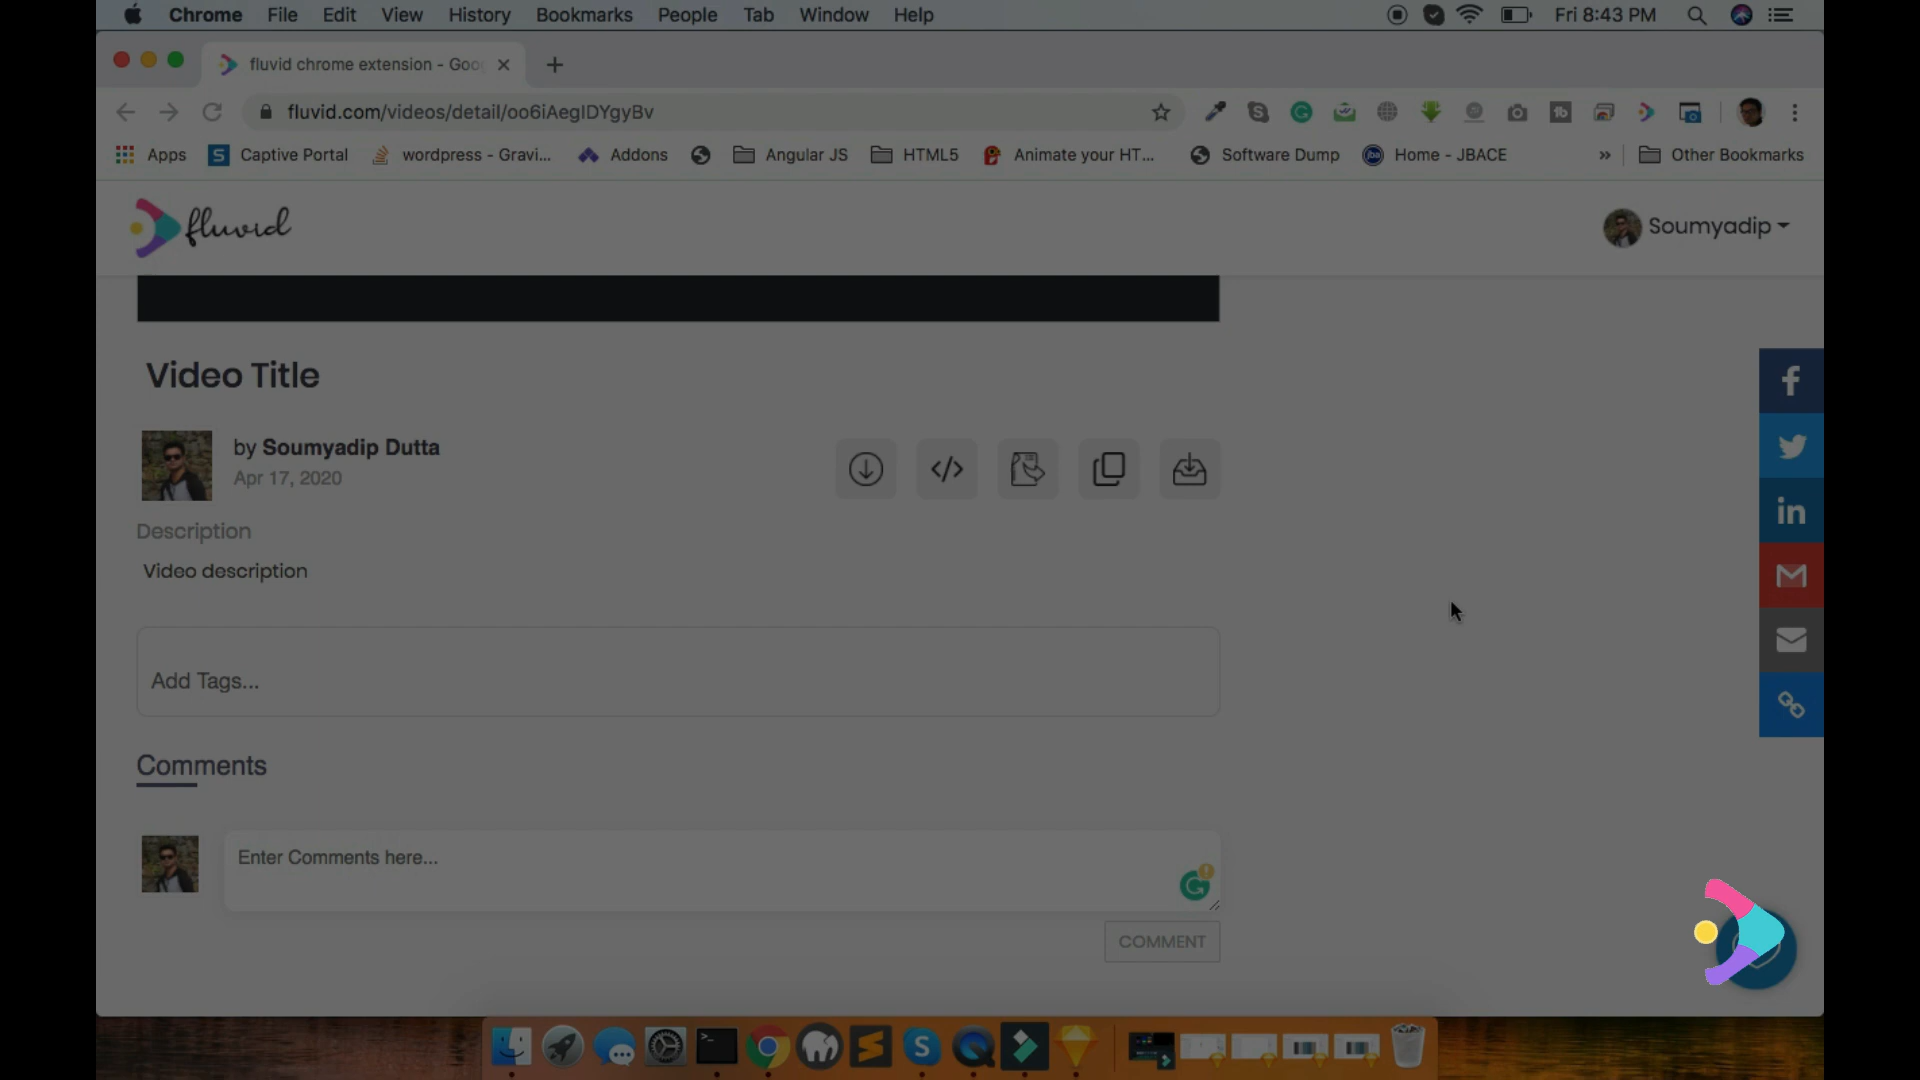 Chrome File Edit View History Bookmarks People Tab Window Help Fri 8:43 PM
fluvid chrome extension - Goo
fluvid.com/videos/detail/oo6iAegIDYgyBv
Apps Captive Portal wordpress - Gravi... Addons Angular JS HTML5 Animate your HT... Software Dump Home - JBACE » Other Bookmarks
fluvid
Soumyadip
Video Title
by Soumyadip Dutta
Apr 17, 2020
Description
Video description
Add Tags...
Comments
Enter Comments here...
COMMENT